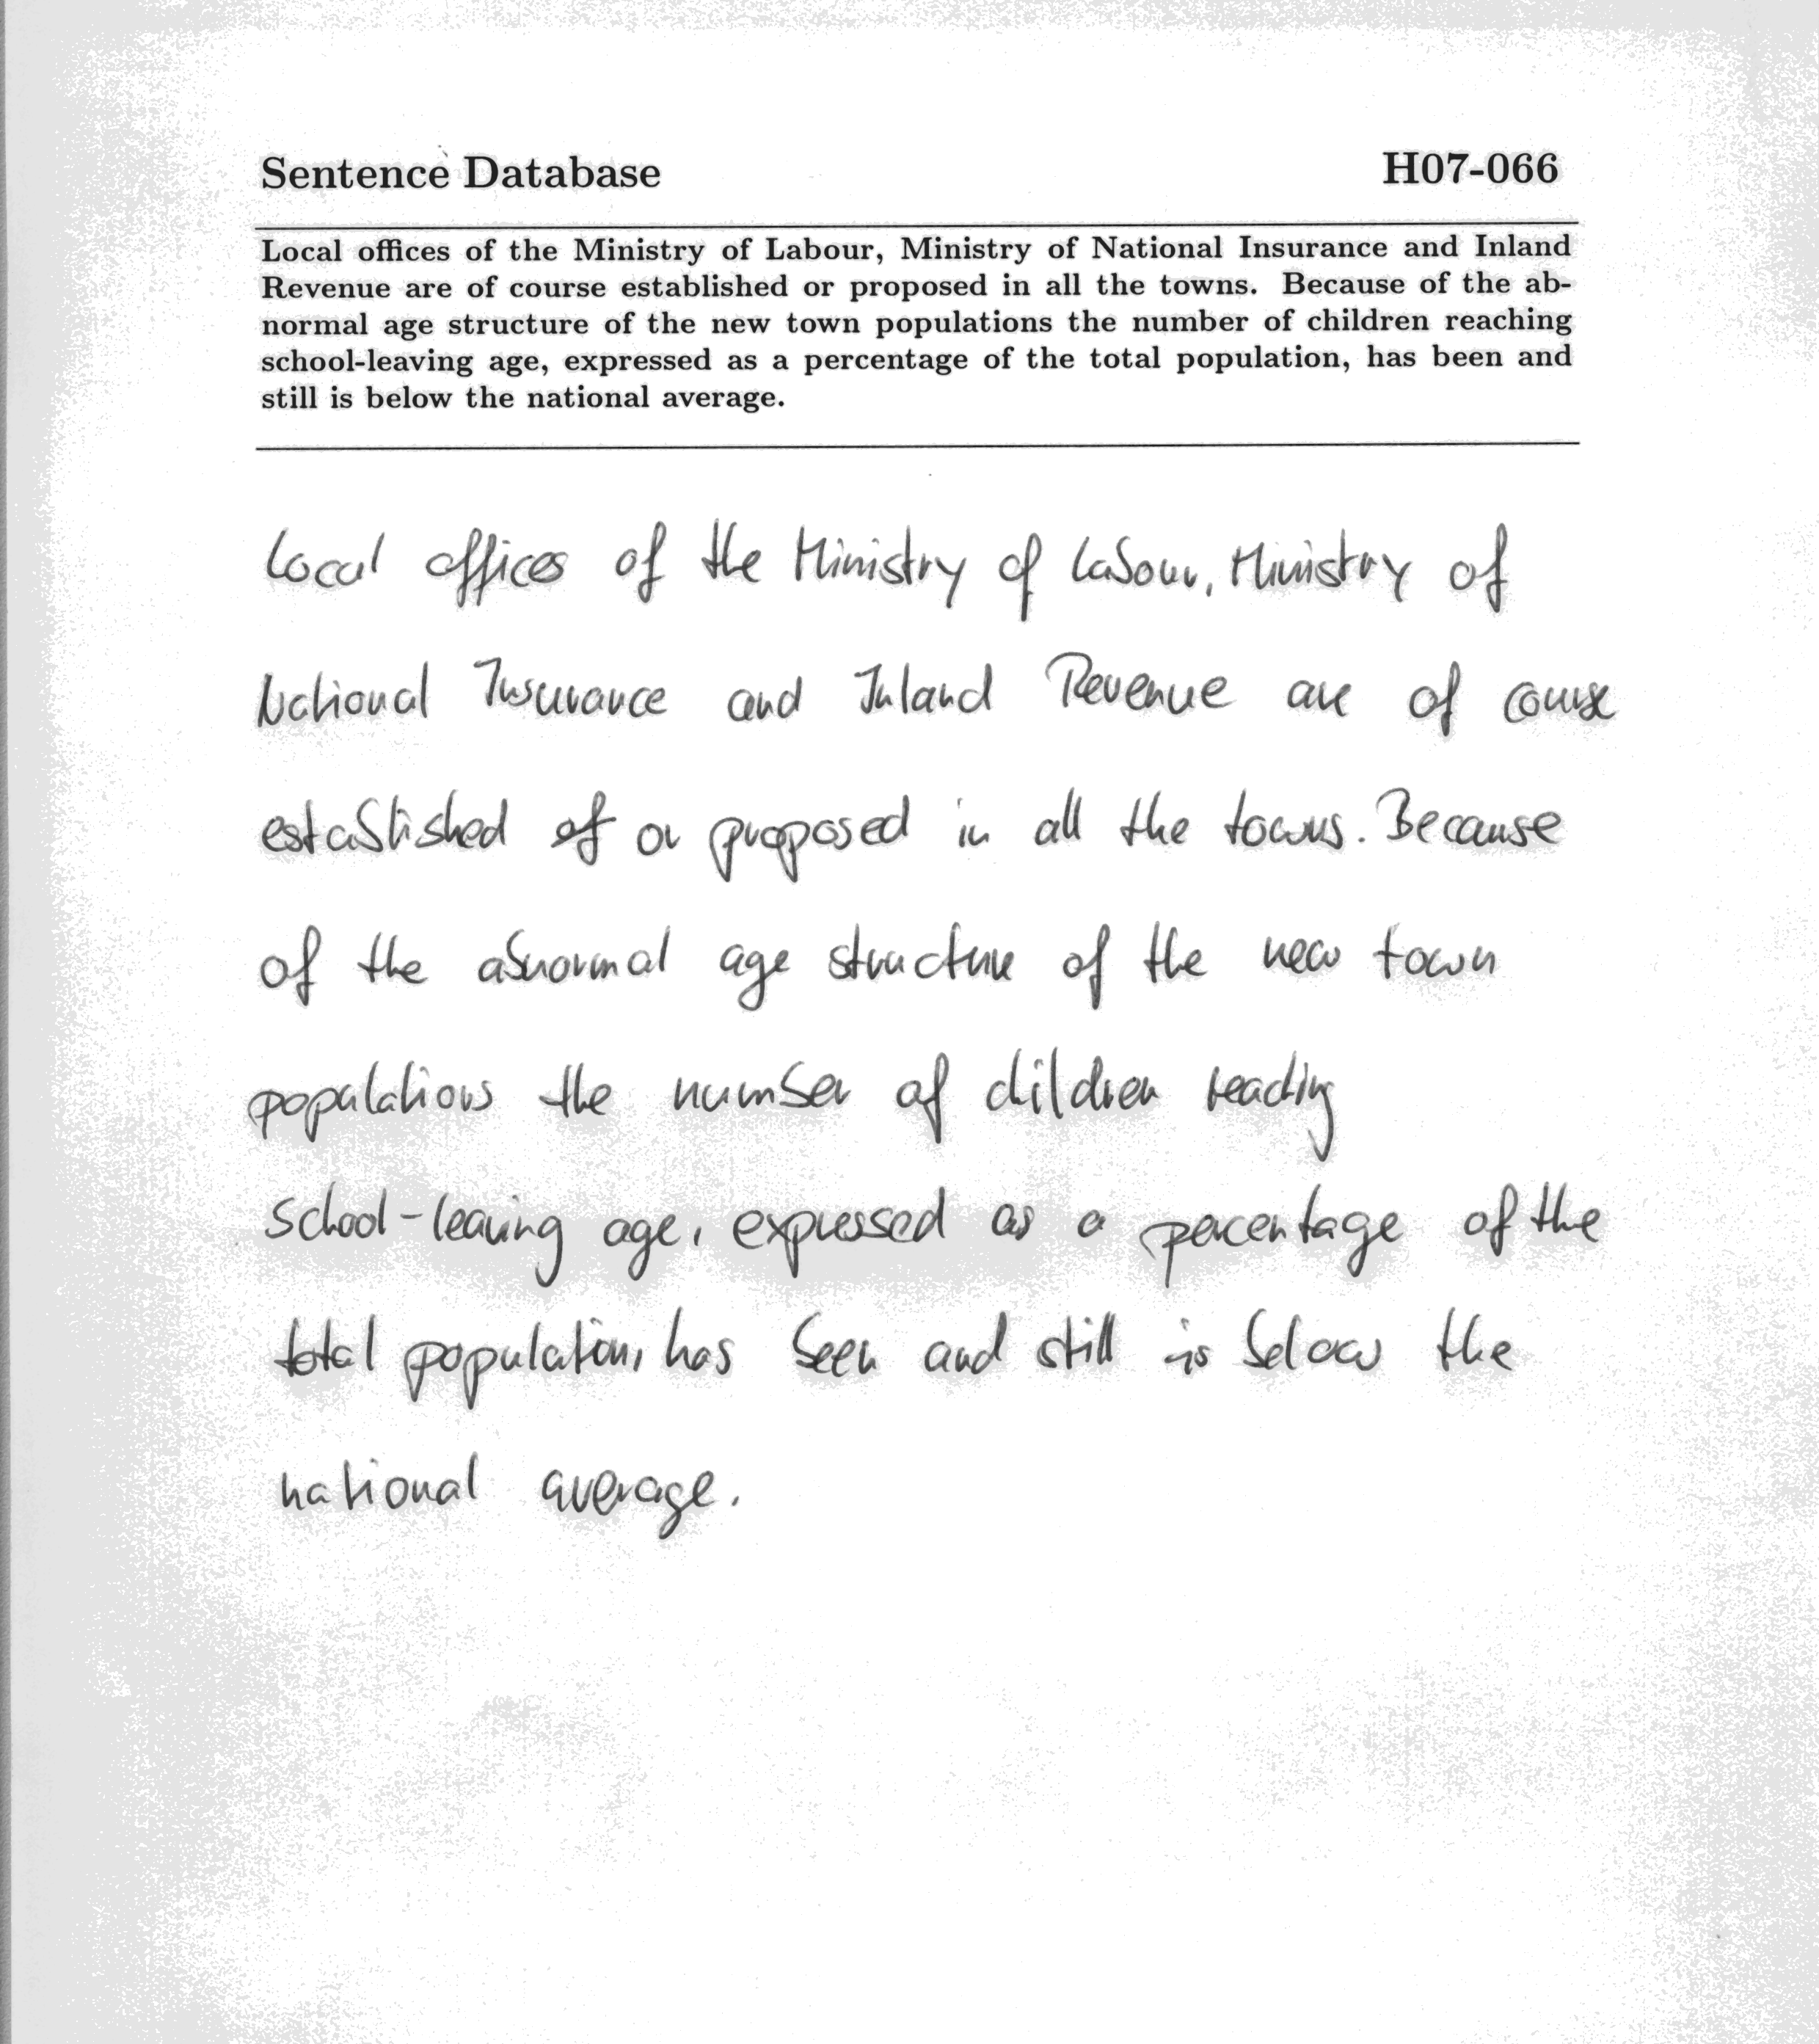 Sentence Database H07-066
Local offices of the Ministry of Labour, Ministry of National Insurance and Inland
Revenue are of course established or proposed in all the towns. Because of the ab-
normal age structure of the new town populations the number of children reaching
school-leaving age, expressed as a percentage of the total population, has been and
still is below the national average.
Local offices of the Ministry of Labour, Ministry of
National Insurance and Inland Revenue are of course
established of or proposed in all the towns. Because
of the abnormal age structure of the new town
populations the number of children reaching
school-leaving age, expressed as a percentage of the
total population, has been and still is below the
national average.